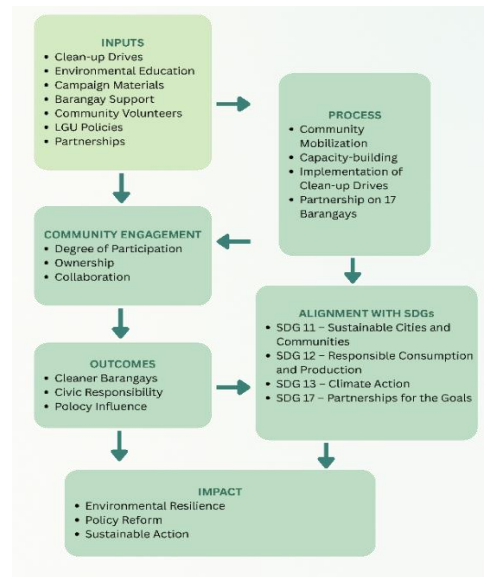 INPUTS
• Clean-up Drives
• Environmental Education
• Campaign Materials
• Barangay Support
• Community Volunteers
• LGU Policies
• Partnerships
PROCESS
• Community
Mobilization
• Capacity-building
• Implementation of
Clean-up Drives
• Partnership on 17
Barangays
COMMUNITY ENGAGEMENT
• Degree of Participation
• Ownership
• Collaboration
ALIGNMENT WITH SDGs
• SDG 11 – Sustainable Cities and
Communities
• SDG 12 – Responsible Consumption
and Production
• SDG 13 – Climate Action
• SDG 17 – Partnerships for the Goals
OUTCOMES
• Cleaner Barangays
• Civic Responsibility
• Polocy Influence
IMPACT
• Environmental Resilience
• Policy Reform
• Sustainable Action